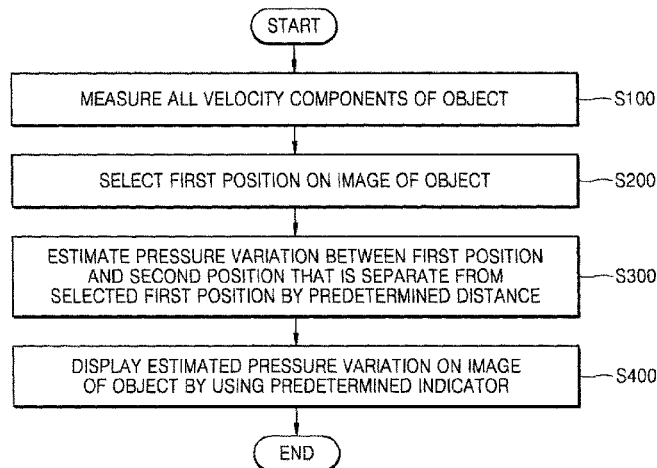 START
MEASURE ALL VELOCITY COMPONENTS OF OBJECT
S100
SELECT FIRST POSITION ON IMAGE OF OBJECT
S200
ESTIMATE PRESSURE VARIATION BETWEEN FIRST POSITION
AND SECOND POSITION THAT IS SEPARATE FROM
SELECTED FIRST POSITION BY PREDETERMINED DISTANCE
S300
DISPLAY ESTIMATED PRESSURE VARIATION ON IMAGE
OF OBJECT BY USING PREDETERMINED INDICATOR
S400
END